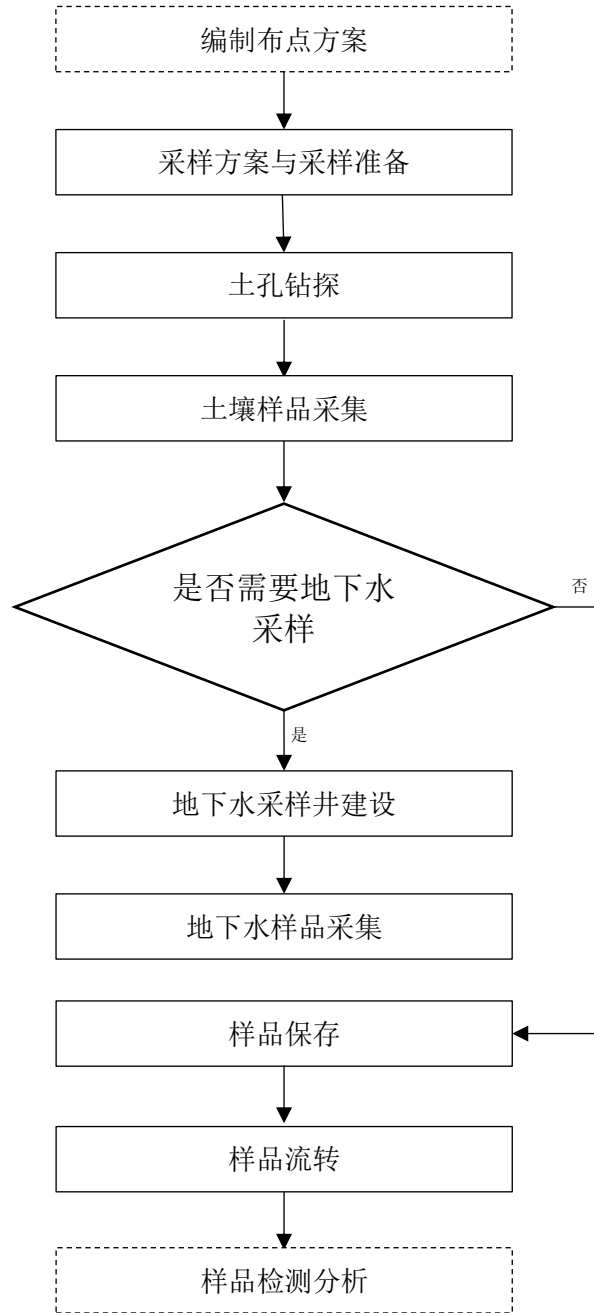 编制布点方案
采样方案与采样准备
土孔钻探
土壤样品采集
是否需要地下水
采样
否
是
地下水采样井建设
地下水样品采集
样品保存
样品流转
样品检测分析